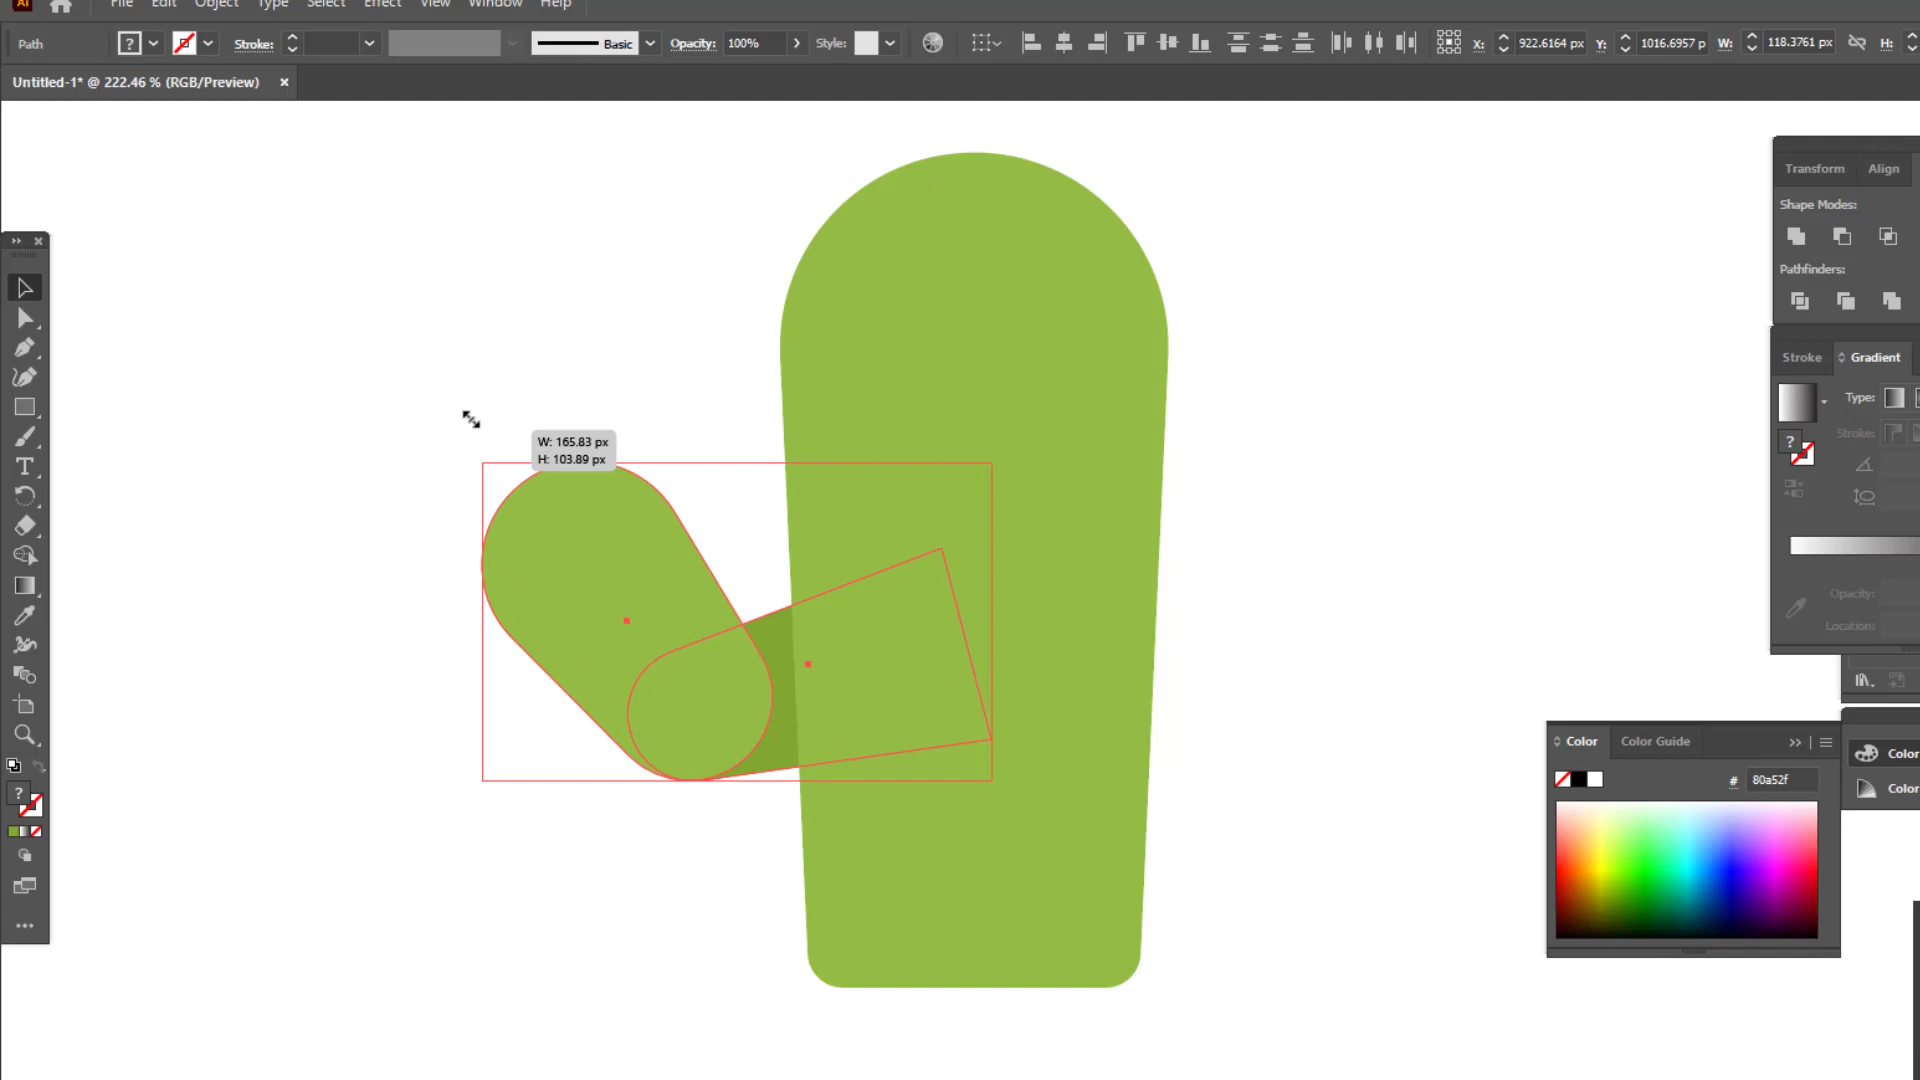 Ai File Edit Object Type Select Effect View Window Help
Path ? Stroke: Basic Opacity: 100% Style: X: 922.6164 px Y: 1016.6957 p W: 118.3761 px H:
Untitled-1* @ 222.46 % (RGB/Preview) ×
Transform Align
Shape Modes:
Pathfinders:
Stroke Gradient
Type:
Stroke:
?
Opacity:
Location:
W: 165.83 px
H: 103.89 px
T
?
Color Color Guide
# 80a52f
Color
Color